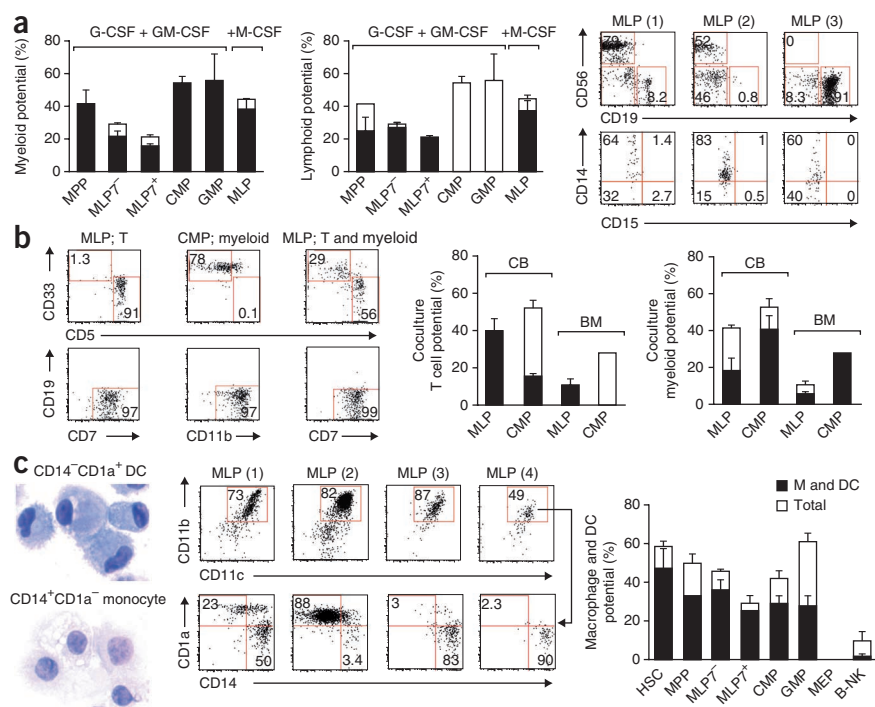 a
G-CSF + GM-CSF
+M-CSF
Myeloid potential (%)
80
60
40
20
0
MPP
MLP7–
MLP7+
CMP
GMP
MLP
G-CSF + GM-CSF
+M-CSF
Lymphoid potential (%)
80
60
40
20
0
MPP
MLP7–
MLP7+
CMP
GMP
MLP
MLP (1)
MLP (2)
MLP (3)
CD56
79
8.2
52
46
0.8
0
8.3
91
CD19
CD14
64
1.4
32
2.7
83
1
15
0.5
60
0
40
0
CD15
b
MLP; T
CMP; myeloid
MLP; T and myeloid
CD33
1.3
91
78
0.1
29
56
CD5
CD19
97
97
99
CD7
CD11b
CD7
Coculture
T cell potential (%)
80
60
40
20
0
CB
BM
MLP
CMP
MLP
CMP
Coculture
myeloid potential (%)
80
60
40
20
0
CB
BM
MLP
CMP
MLP
CMP
c
CD14–CD1a+ DC
CD14+CD1a– monocyte
MLP (1)
MLP (2)
MLP (3)
MLP (4)
CD11b
73
82
87
49
CD11c
CD1a
23
50
88
3.4
3
83
2.3
90
CD14
M and DC
Total
Macrophage and DC
potential (%)
80
60
40
20
0
HSC
MPP
MLP7–
MLP7+
CMP
GMP
MEP
B-NK